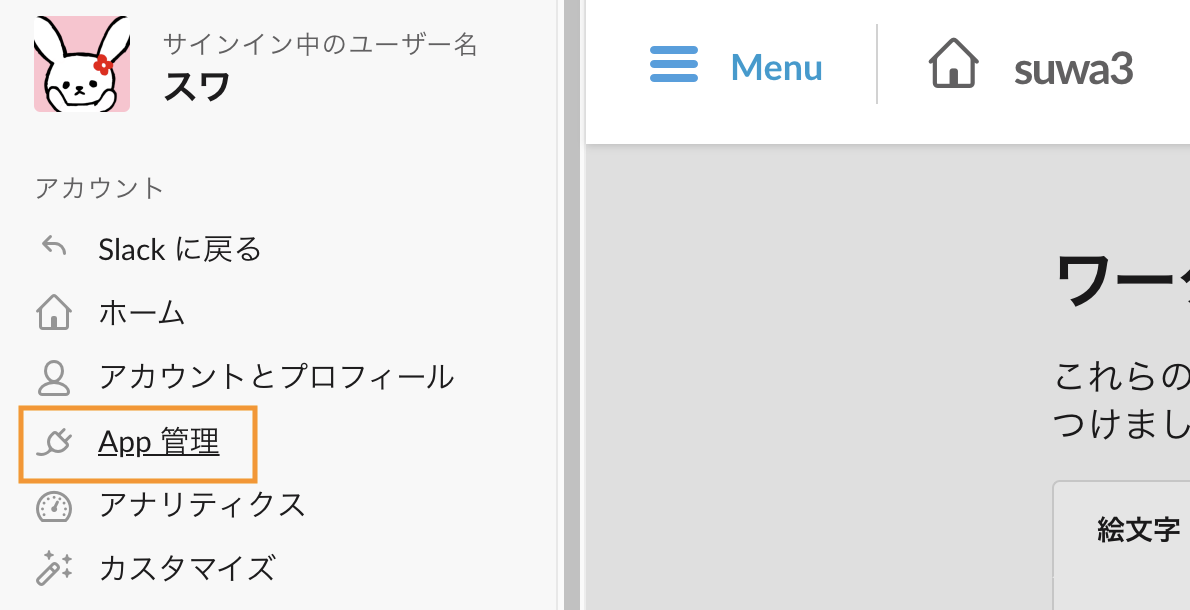 サインイン中のユーザー名
スワ
アカウント
Slack に戻る
ホーム
アカウントとプロフィール
App 管理
アナリティクス
カスタマイズ
Menu
suwa3
ワー
これらの
つけまし
絵文字